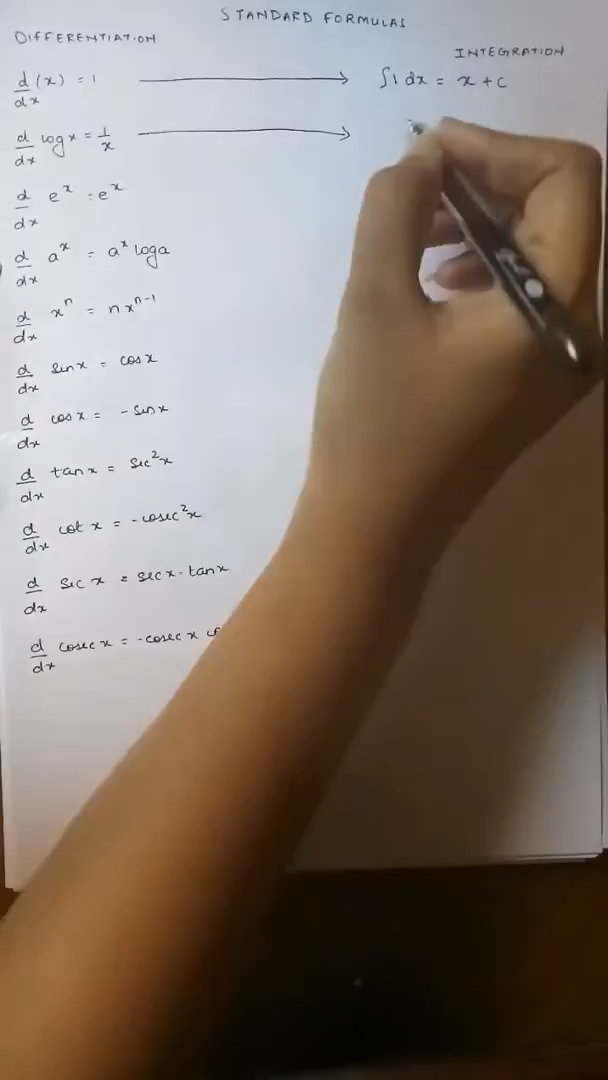 STANDARD FORMULAS
DIFFERENTIATION
INTEGRATION
d/dx (x) = 1 ⟶ ∫1 dx = x + c
d/dx log x = 1/x ⟶
d/dx e^x = e^x
d/dx a^x = a^x log a
d/dx x^n = n x^(n-1)
d/dx sin x = cos x
d/dx cos x = - sin x
d/dx tan x = sec²x
d/dx cot x = - cosec²x
d/dx sec x = sec x · tan x
d/dx cosec x = - cosec x